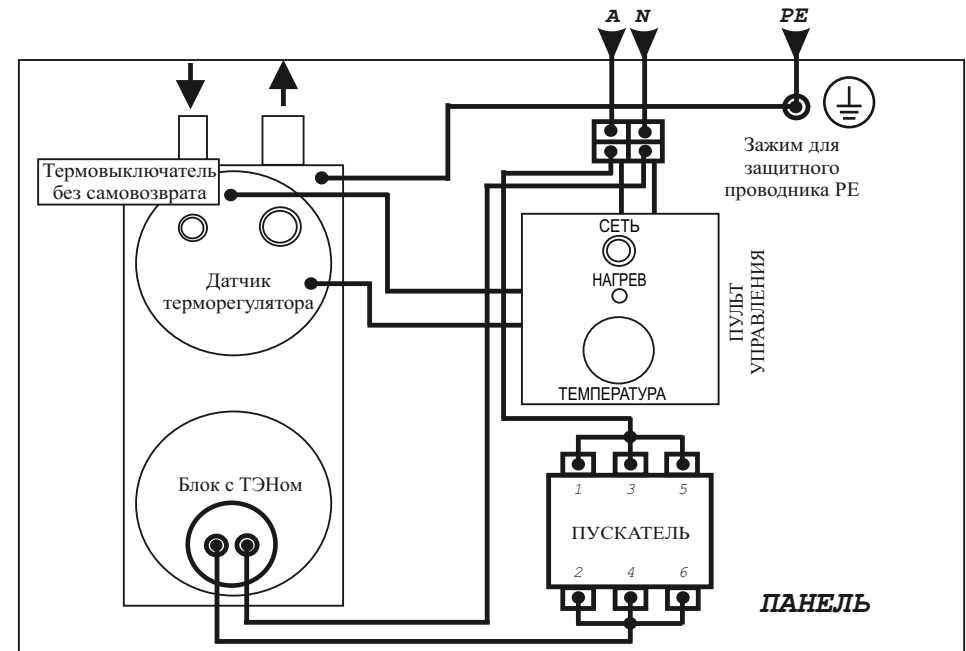 A N PE
Зажим для
защитного
проводника PE
Термовыключатель
без самовозврата
Датчик
терморегулятора
СЕТЬ
НАГРЕВ
ТЕМПЕРАТУРА
ПУЛЬТ
УПРАВЛЕНИЯ
Блок с ТЭНом
1 3 5
ПУСКАТЕЛЬ
2 4 6
ПАНЕЛЬ